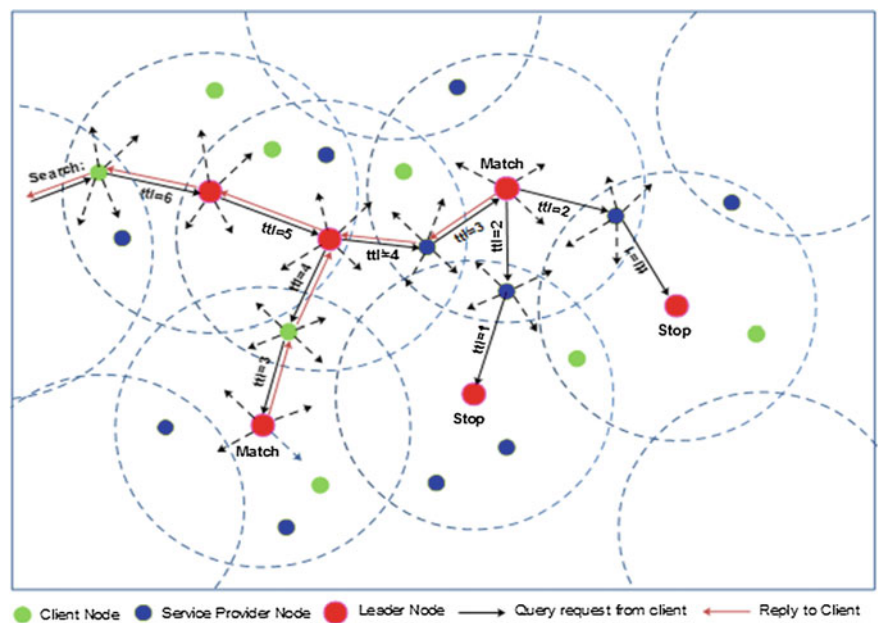 Match
Search:
ttl=6
ttl=2
ttl=5
ttl=3
ttl=2
ttl=4
ttl=4
ttl=1
Stop
ttl=1
ttl=3
Stop
Match
Client Node
Service Provider Node
Leader Node
Query request from client
Reply to Client